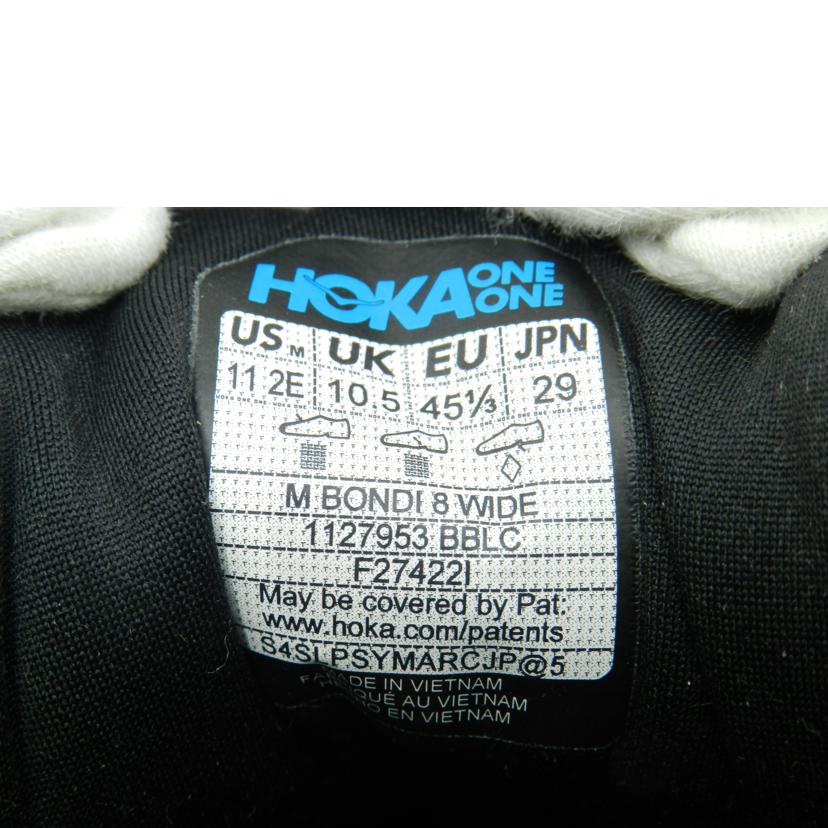 HOKA ONE ONE
US M UK EU JPN
11 2E 10.5 45⅓ 29
M BONDI 8 WIDE
1127953 BBLC
F27422I
May be covered by Pat:
www.hoka.com/patents
S4SLPSYMARCJP@5
MADE IN VIETNAM
AU VIETNAM
EN VIETNAM